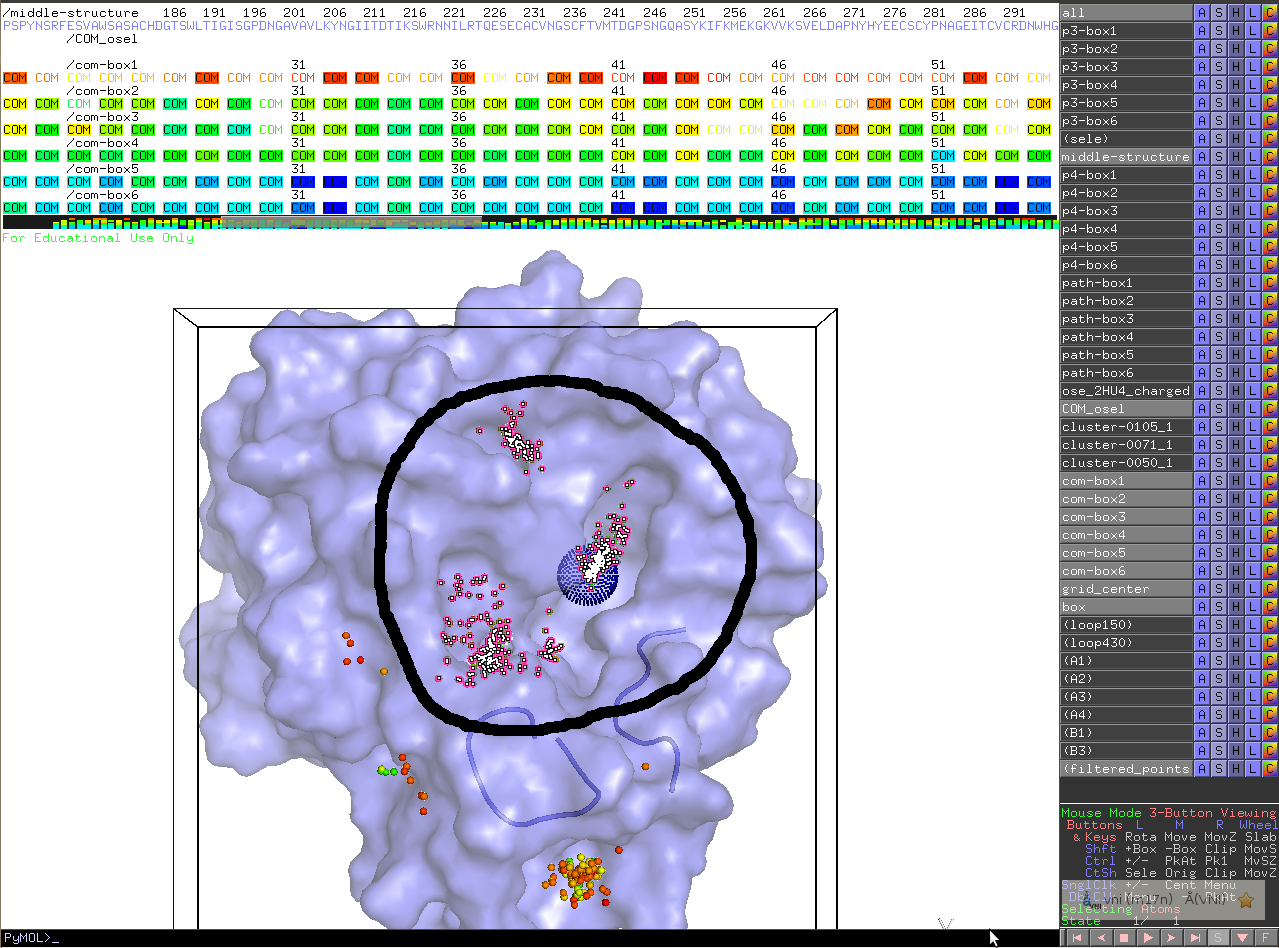 /middle-structure 186 191 196 201 206 211 216 221 226 231 236 241 246 251 256 261 266 271 276 281 286 291
PSPYNSRFESVAWSASACHDGTSWLTIGISGPDNGAVAVLKYNGIITDTIKSWRNNILRTQESECACVNGSCFTVMTDGPSNGQASYKIFKMEKGKVVKSVELDAPNYHYEECSCYPNAGEITCVCRDNWHG
/COM_osel
/com-box1 31 36 41 46 51
COM COM COM COM COM COM COM COM COM COM COM COM COM COM COM COM COM COM COM COM COM COM COM COM COM COM COM COM COM COM COM COM COM
/com-box2 31 36 41 46 51
COM COM COM COM COM COM COM COM COM COM COM COM COM COM COM COM COM COM COM COM COM COM COM COM COM COM COM COM COM COM COM COM COM
/com-box3 31 36 41 46 51
COM COM COM COM COM COM COM COM COM COM COM COM COM COM COM COM COM COM COM COM COM COM COM COM COM COM COM COM COM COM COM COM COM
/com-box4 31 36 41 46 51
COM COM COM COM COM COM COM COM COM COM COM COM COM COM COM COM COM COM COM COM COM COM COM COM COM COM COM COM COM COM COM COM COM
/com-box5 31 36 41 46 51
COM COM COM COM COM COM COM COM COM COM COM COM COM COM COM COM COM COM COM COM COM COM COM COM COM COM COM COM COM COM COM COM COM
/com-box6 31 36 41 46 51
COM COM COM COM COM COM COM COM COM COM COM COM COM COM COM COM COM COM COM COM COM COM COM COM COM COM COM COM COM COM COM COM COM
For Educational Use Only
all A S H L C
p3-box1 A S H L C
p3-box2 A S H L C
p3-box3 A S H L C
p3-box4 A S H L C
p3-box5 A S H L C
p3-box6 A S H L C
(sele) A S H L C
middle-structure A S H L C
p4-box1 A S H L C
p4-box2 A S H L C
p4-box3 A S H L C
p4-box4 A S H L C
p4-box5 A S H L C
p4-box6 A S H L C
path-box1 A S H L C
path-box2 A S H L C
path-box3 A S H L C
path-box4 A S H L C
path-box5 A S H L C
path-box6 A S H L C
ose_2HU4_charged A S H L C
COM_osel A S H L C
cluster-0105_1 A S H L C
cluster-0071_1 A S H L C
cluster-0050_1 A S H L C
com-box1 A S H L C
com-box2 A S H L C
com-box3 A S H L C
com-box4 A S H L C
com-box5 A S H L C
com-box6 A S H L C
grid_center A S H L C
box A S H L C
(loop150) A S H L C
(loop430) A S H L C
(A1) A S H L C
(A2) A S H L C
(A3) A S H L C
(A4) A S H L C
(B1) A S H L C
(B3) A S H L C
(filtered_points A S H L C
Mouse Mode 3-Button Viewing
Buttons L M R Wheel
& Keys Rota Move MovZ Slab
Shft +Box -Box Clip MovS
Ctrl +/- PkAt Pk1 MvSZ
CtSh Sele Orig Clip MovZ
SnglClk +/- Cent Menu
DblClk Menu - PkAt
Selecting Atoms
State 1/ 1
S F
PyMOL>_